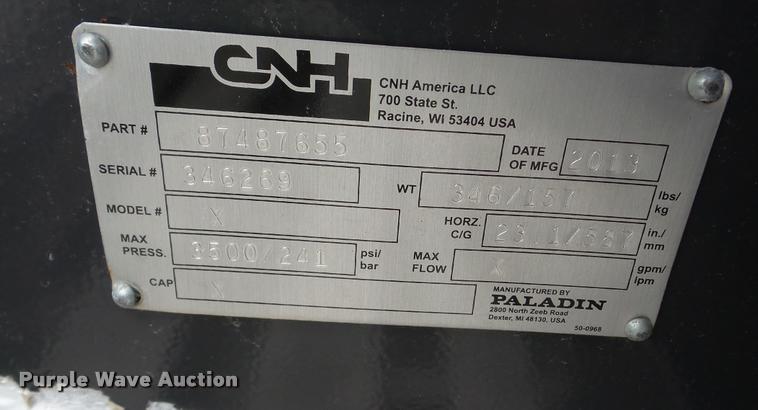 CNH
CNH America LLC
700 State St.
Racine, WI 53404 USA
PART # 87487655
DATE OF MFG 2013
SERIAL # 346269
WT 346/157 lbs/ kg
MODEL # X
HORZ. C/G 23.1/587 in./ mm
MAX PRESS. 3500/241 psi/ bar
MAX FLOW X gpm/ lpm
CAP X
MANUFACTURED BY
PALADIN
2800 North Zeeb Road
Dexter, MI 48130, USA
50-0968
Purple Wave Auction